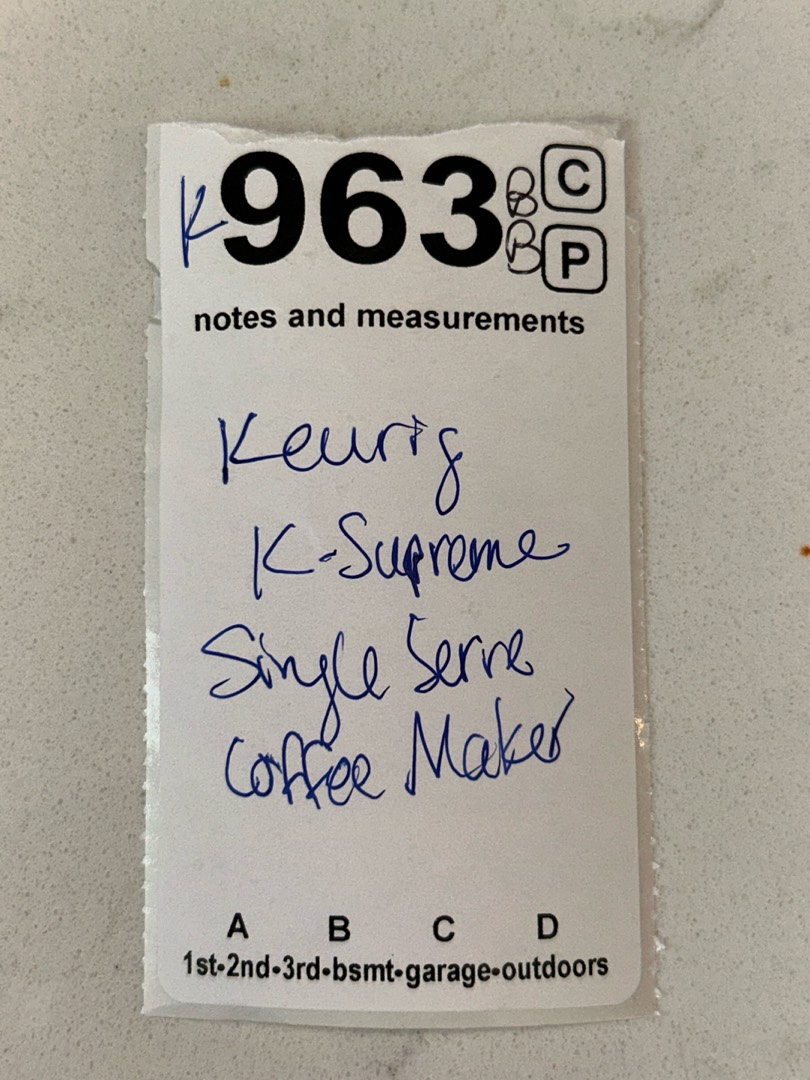 K963 B C
B P
notes and measurements
Keurig
K-Supreme
Single Serve
Coffee Maker
A B C D
1st•2nd•3rd•bsmt•garage•outdoors